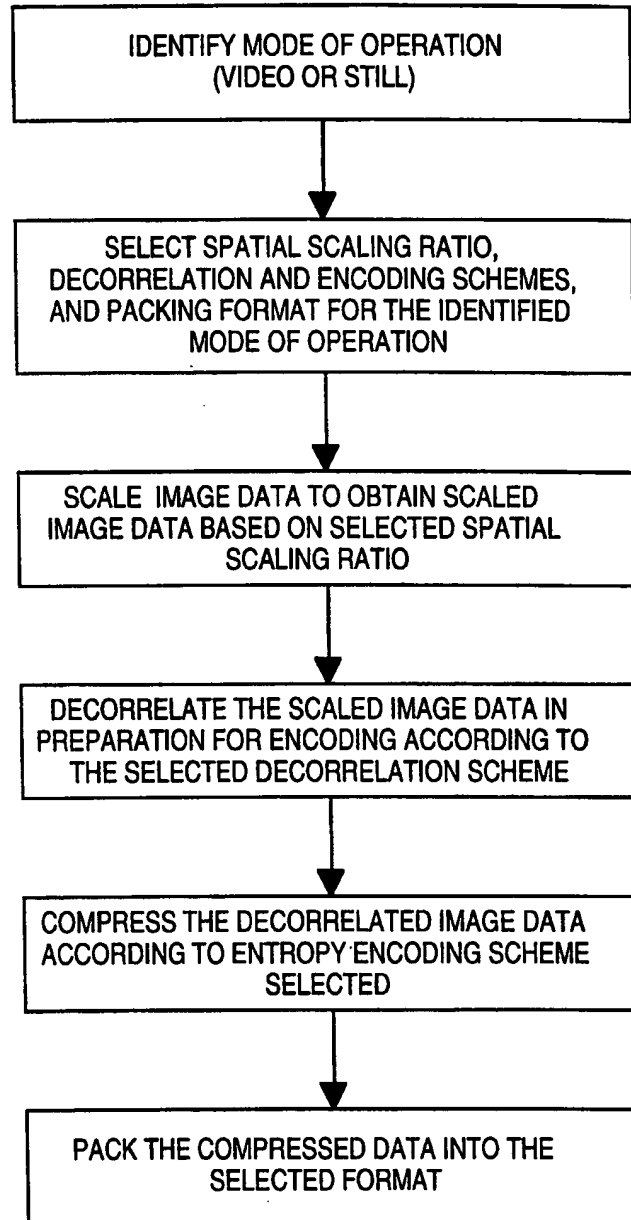 IDENTIFY MODE OF OPERATION
(VIDEO OR STILL)
SELECT SPATIAL SCALING RATIO,
DECORRELATION AND ENCODING SCHEMES,
AND PACKING FORMAT FOR THE IDENTIFIED
MODE OF OPERATION
SCALE IMAGE DATA TO OBTAIN SCALED
IMAGE DATA BASED ON SELECTED SPATIAL
SCALING RATIO
DECORRELATE THE SCALED IMAGE DATA IN
PREPARATION FOR ENCODING ACCORDING TO
THE SELECTED DECORRELATION SCHEME
COMPRESS THE DECORRELATED IMAGE DATA
ACCORDING TO ENTROPY ENCODING SCHEME
SELECTED
PACK THE COMPRESSED DATA INTO THE
SELECTED FORMAT